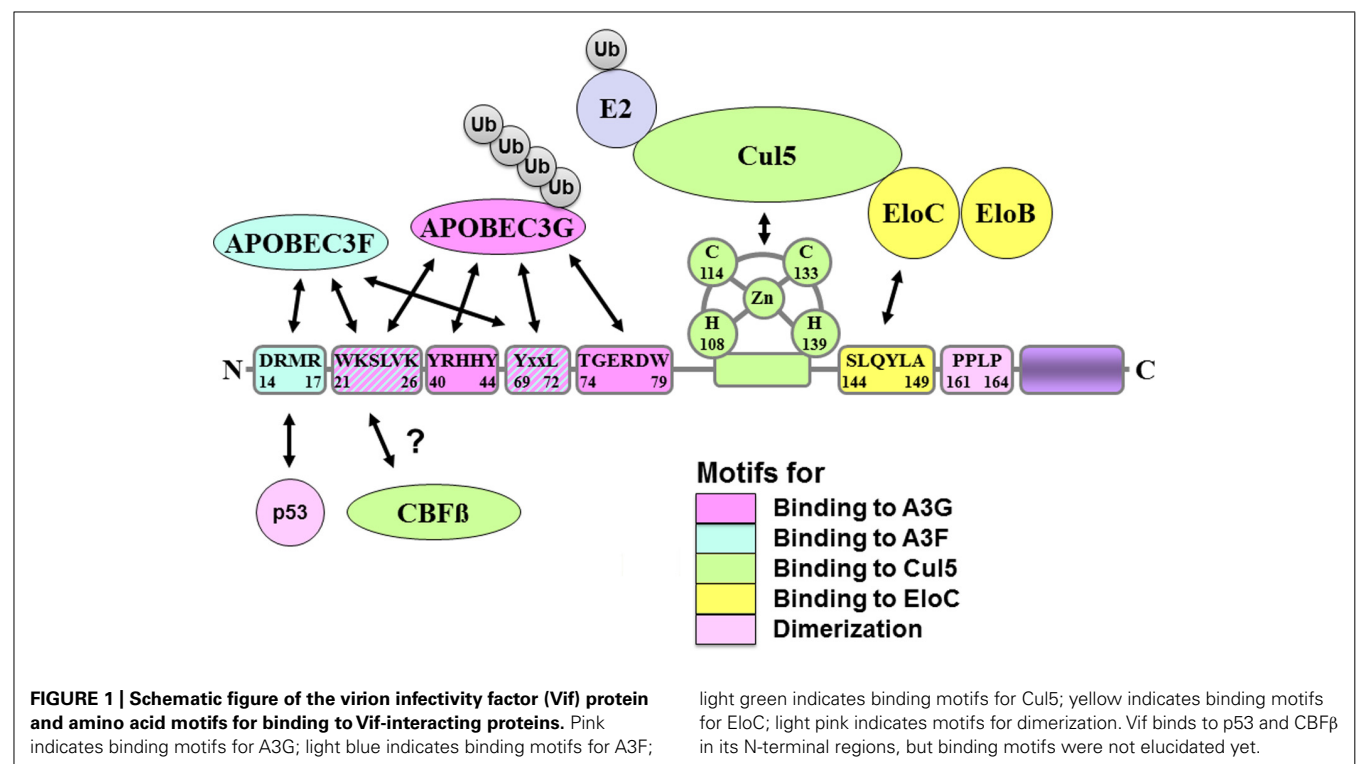 Ub
E2
Ub
Ub
Ub
Ub
Cul5
APOBEC3F
APOBEC3G
EloC
EloB
C
114
C
133
Zn
H
108
H
139
N
DRMR
14 17
WKSLVK
21 26
YRHHY
40 44
YxxL
69 72
TGERDW
74 79
SLQYLA
144 149
PPLP
161 164
C
?
p53
CBFß
Motifs for
Binding to A3G
Binding to A3F
Binding to Cul5
Binding to EloC
Dimerization
FIGURE 1 | Schematic figure of the virion infectivity factor (Vif) protein
and amino acid motifs for binding to Vif-interacting proteins. Pink
indicates binding motifs for A3G; light blue indicates binding motifs for A3F;
light green indicates binding motifs for Cul5; yellow indicates binding motifs
for EloC; light pink indicates motifs for dimerization. Vif binds to p53 and CBFβ
in its N-terminal regions, but binding motifs were not elucidated yet.